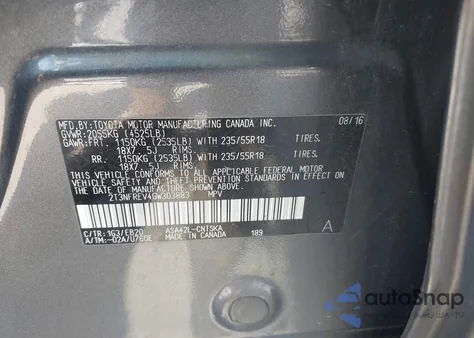 MFD.BY:TOYOTA MOTOR MANUFACTURING CANADA INC. 08/16
GVWR:2055KG (4525LB)
GAWR:FRT. 1150KG (2535LB) WITH 235/55R18 TIRES.
18X7.5J RIMS.
RR. 1150KG (2535LB) WITH 235/55R18 TIRES.
18X7.5J RIMS.
THIS VEHICLE CONFORMS TO ALL APPLICABLE FEDERAL MOTOR
VEHICLE SAFETY AND BUMPER STANDARDS IN EFFECT ON THE
DATE OF MANUFACTURE SHOWN ABOVE.
2T3NFREV4GW303883 MPV
C/TR:1G3/EB20 ASA42L-CNTSKA
A/TM:-02A/U760E MADE IN CANADA 189 A
autoSnap